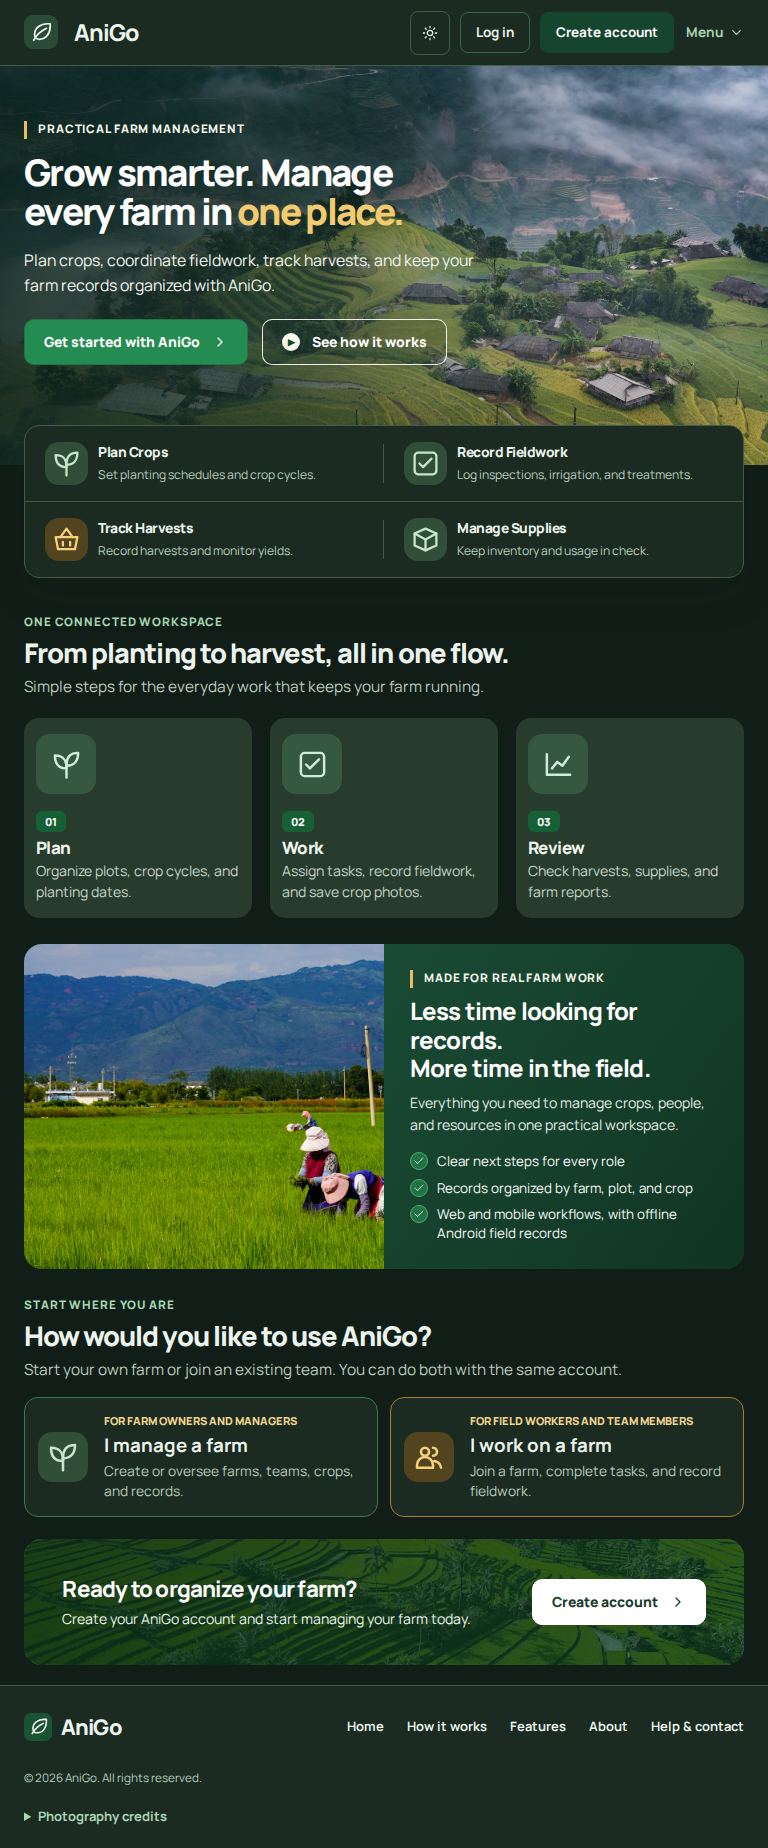 AniGo
Log in
Create account
Menu
PRACTICAL FARM MANAGEMENT
Grow smarter. Manage
every farm in one place.
Plan crops, coordinate fieldwork, track harvests, and keep your
farm records organized with AniGo.
Get started with AniGo
See how it works
Plan Crops
Set planting schedules and crop cycles.
Record Fieldwork
Log inspections, irrigation, and treatments.
Track Harvests
Record harvests and monitor yields.
Manage Supplies
Keep inventory and usage in check.
ONE CONNECTED WORKSPACE
From planting to harvest, all in one flow.
Simple steps for the everyday work that keeps your farm running.
01
Plan
Organize plots, crop cycles, and
planting dates.
02
Work
Assign tasks, record fieldwork,
and save crop photos.
03
Review
Check harvests, supplies, and
farm reports.
MADE FOR REAL FARM WORK
Less time looking for
records.
More time in the field.
Everything you need to manage crops, people,
and resources in one practical workspace.
Clear next steps for every role
Records organized by farm, plot, and crop
Web and mobile workflows, with offline
Android field records
START WHERE YOU ARE
How would you like to use AniGo?
Start your own farm or join an existing team. You can do both with the same account.
FOR FARM OWNERS AND MANAGERS
I manage a farm
Create or oversee farms, teams, crops,
and records.
FOR FIELD WORKERS AND TEAM MEMBERS
I work on a farm
Join a farm, complete tasks, and record
fieldwork.
Ready to organize your farm?
Create your AniGo account and start managing your farm today.
Create account
AniGo
Home
How it works
Features
About
Help & contact
© 2026 AniGo. All rights reserved.
Photography credits